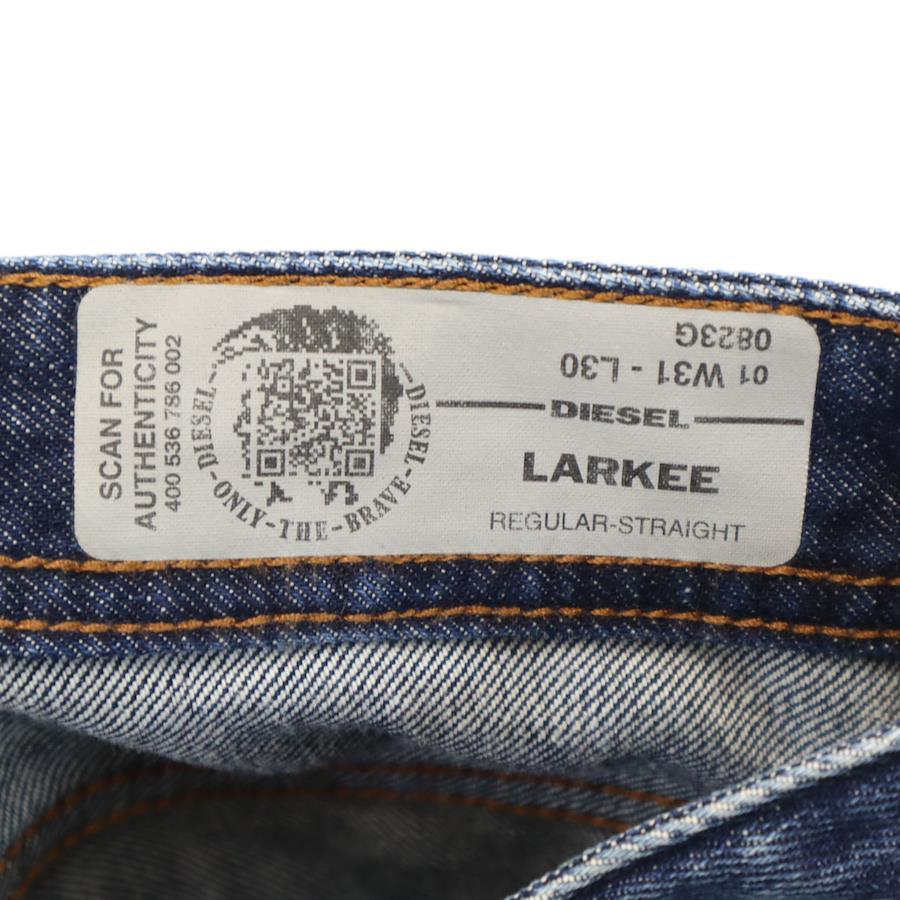 SCAN FOR
AUTHENTICITY
400 536 786 002
DIESEL-ONLY-THE-BRAVE-DIESEL
0823G
01 W31 - L30
DIESEL
LARKEE
REGULAR-STRAIGHT